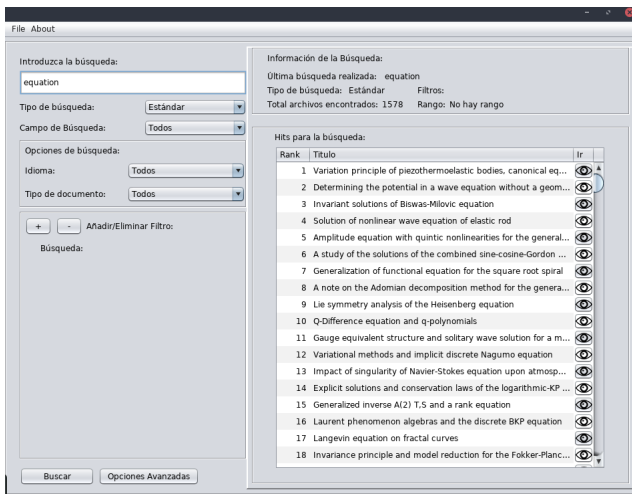 File About
Introduzca la búsqueda:
equation
Tipo de búsqueda: Estándar
Campo de Búsqueda: Todos
Opciones de búsqueda:
Idioma: Todos
Tipo de documento: Todos
+ - Añadir/Eliminar Filtro:
Búsqueda:
Buscar Opciones Avanzadas
Información de la Búsqueda:
Última búsqueda realizada: equation
Tipo de búsqueda: Estándar Filtros:
Total archivos encontrados: 1578 Rango: No hay rango
Hits para la búsqueda:
Rank Titulo Ir
1 Variation principle of piezothermoelastic bodies, canonical eq...
2 Determining the potential in a wave equation without a geom...
3 Invariant solutions of Biswas-Milovic equation
4 Solution of nonlinear wave equation of elastic rod
5 Amplitude equation with quintic nonlinearities for the general...
6 A study of the solutions of the combined sine-cosine-Gordon ...
7 Generalization of functional equation for the square root spiral
8 A note on the Adomian decomposition method for the genera...
9 Lie symmetry analysis of the Heisenberg equation
10 Q-Difference equation and q-polynomials
11 Gauge equivalent structure and solitary wave solution for a m...
12 Variational methods and implicit discrete Nagumo equation
13 Impact of singularity of Navier-Stokes equation upon atmosp...
14 Explicit solutions and conservation laws of the logarithmic-KP ...
15 Generalized inverse A(2) T,S and a rank equation
16 Laurent phenomenon algebras and the discrete BKP equation
17 Langevin equation on fractal curves
18 Invariance principle and model reduction for the Fokker-Planc...